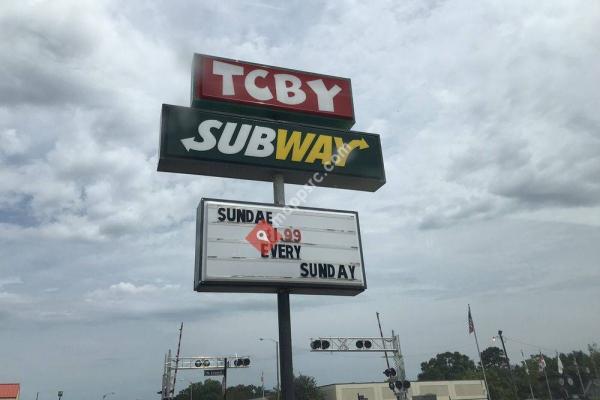 TCBY
SUBWAY
SUNDAE
1.99
EVERY
SUNDAY